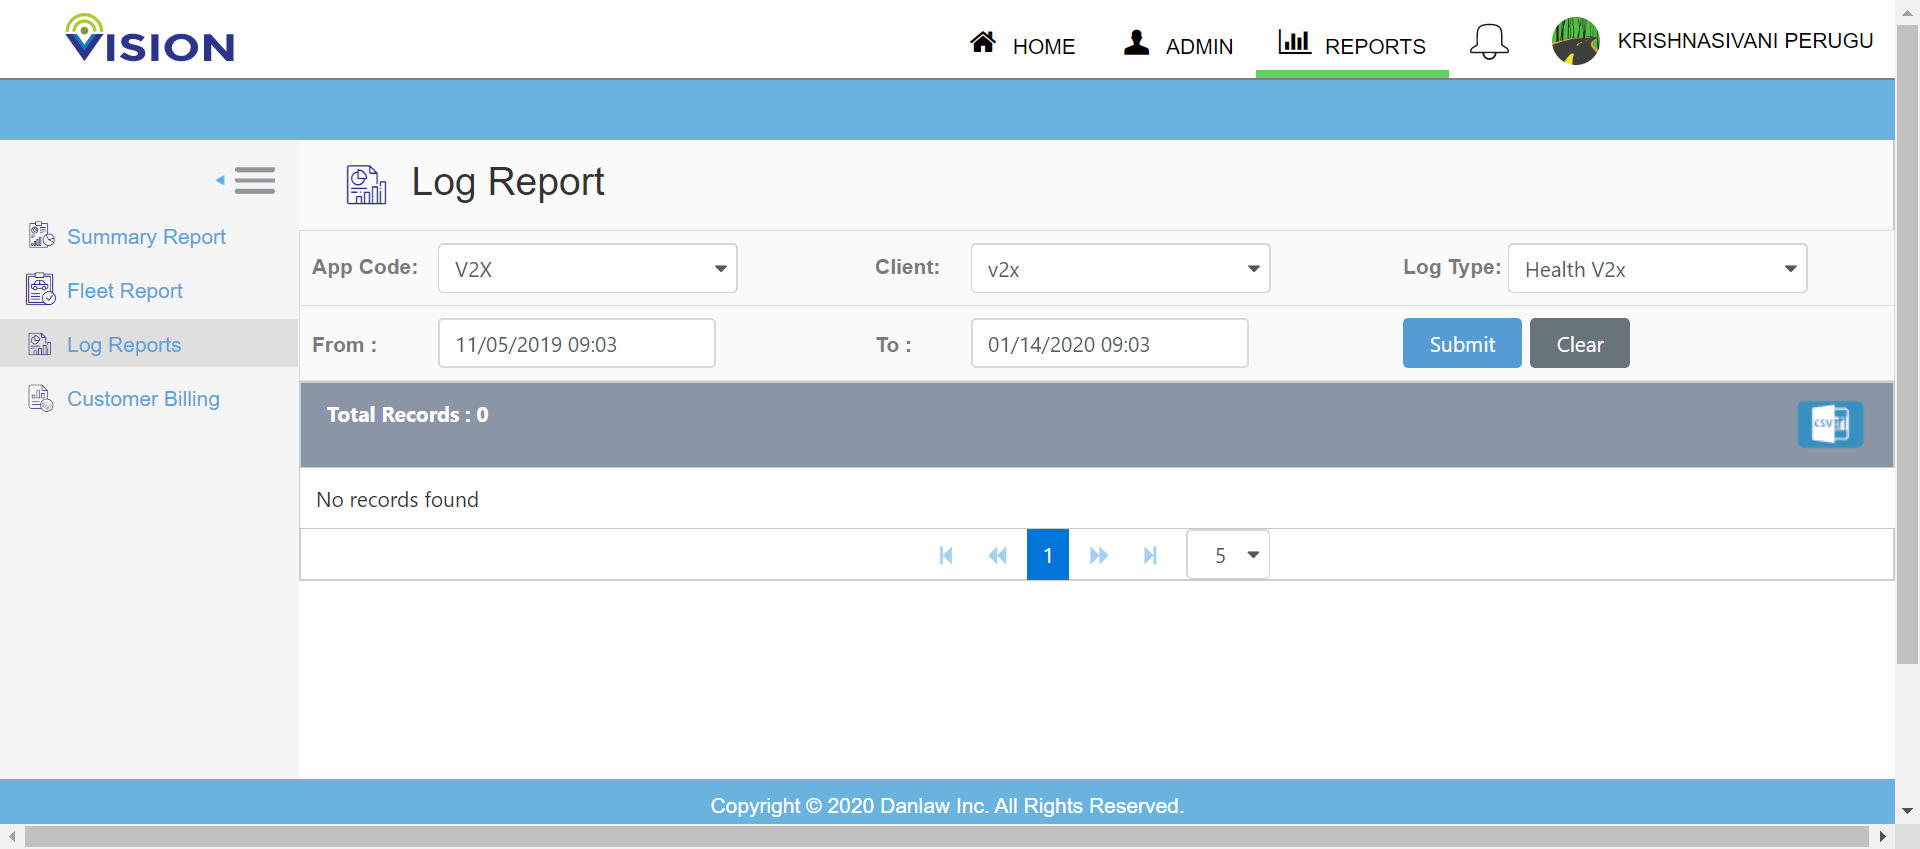 VISION
HOME ADMIN REPORTS KRISHNASIVANI PERUGU
Log Report
Summary Report
Fleet Report
Log Reports
Customer Billing
App Code: V2X Client: v2x Log Type: Health V2x
From : 11/05/2019 09:03 To : 01/14/2020 09:03 Submit Clear
Total Records : 0
CSV
No records found
1 5
Copyright © 2020 Danlaw Inc. All Rights Reserved.